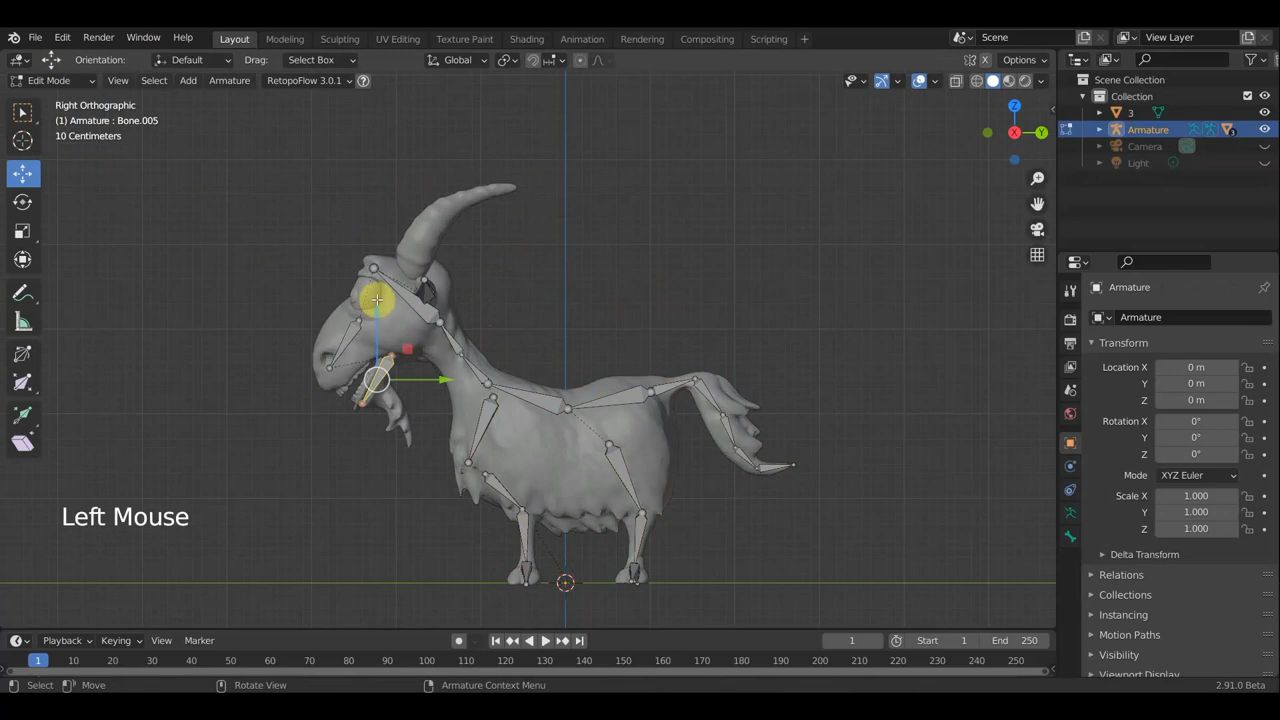 File Edit Render Window Help Layout Modeling Sculpting UV Editing Texture Paint Shading Animation Rendering Compositing Scripting + Scene View Layer
Orientation: Default Drag: Select Box Global X Options
Edit Mode View Select Add Armature RetopoFlow 3.0.1
Right Orthographic
(1) Armature : Bone.005
10 Centimeters
Z
X
Y
Left Mouse
Scene Collection
Collection
3
Armature 3
Camera
Light
Armature
Armature
Transform
Location X 0 m
Y 0 m
Z 0 m
Rotation X 0°
Y 0°
Z 0°
Mode XYZ Euler
Scale X 1.000
Y 1.000
Z 1.000
Delta Transform
Relations
Collections
Instancing
Motion Paths
Visibility
Viewport Display
Playback Keying View Marker 1 Start 1 End 250
1 10 20 30 40 50 60 70 80 90 100 110 120 130 140 150 160 170 180 190 200 210 220 230 240 250
Select Move Rotate View Armature Context Menu 2.91.0 Beta